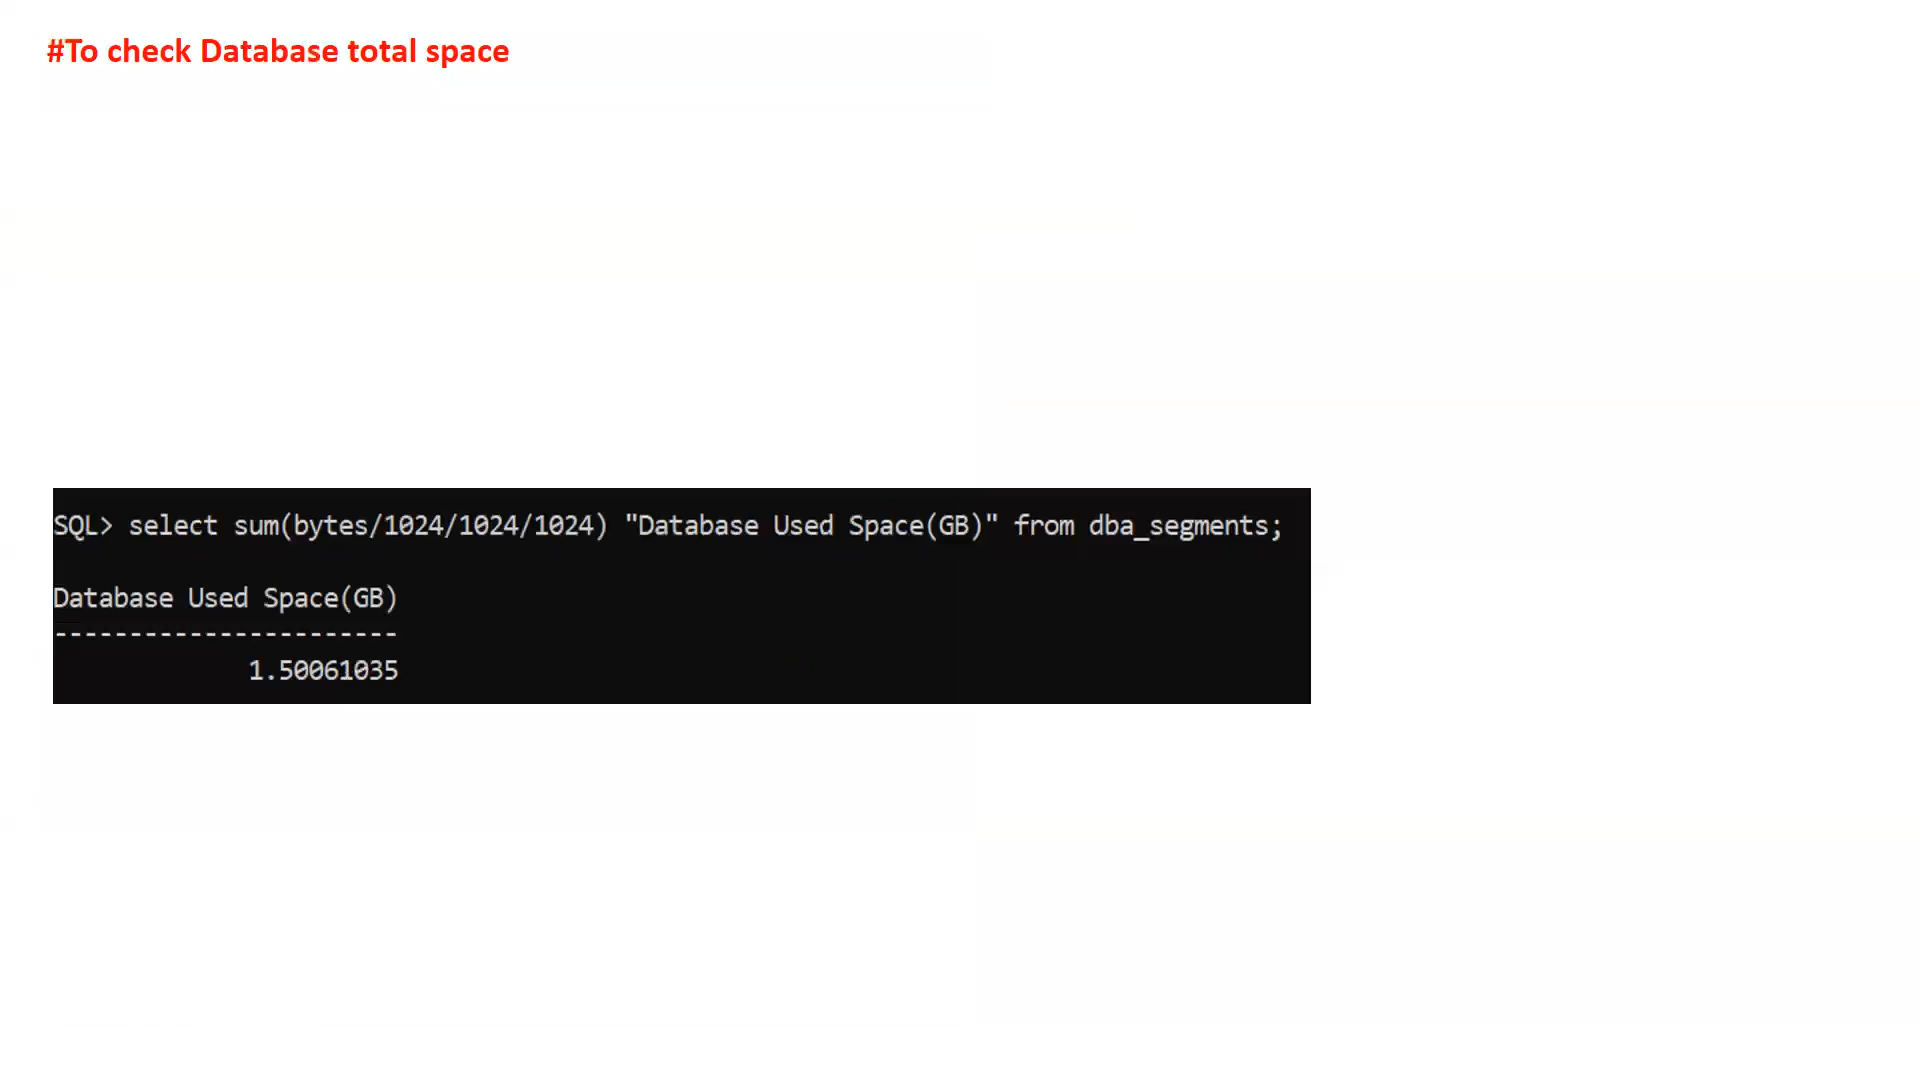 #To check Database total space
SQL> select sum(bytes/1024/1024/1024) "Database Used Space(GB)" from dba_segments;
Database Used Space(GB)
-----------------------
1.50061035